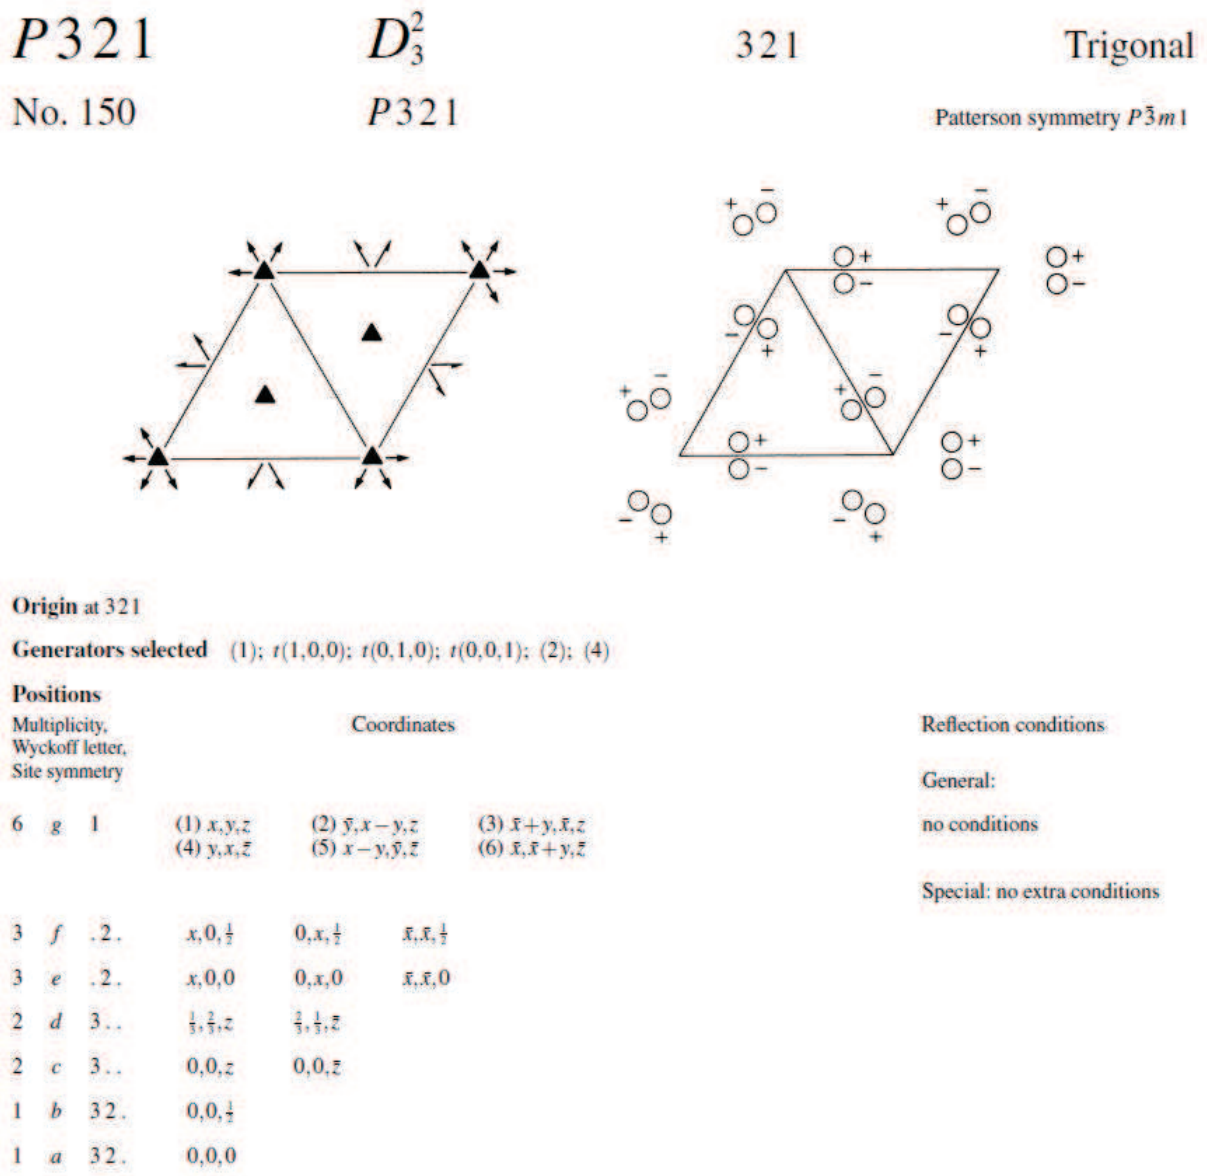 P321 D₃² 321 Trigonal
No. 150 P321 Patterson symmetry P3̄m1
+ − + −
+ +
− −
− + − +
+ − + −
+ +
− −
− + − +
Origin at 321
Generators selected (1); t(1,0,0); t(0,1,0); t(0,0,1); (2); (4)
Positions
Multiplicity, Coordinates Reflection conditions
Wyckoff letter,
Site symmetry General:
6 g 1 (1) x,y,z (2) ȳ,x−y,z (3) x̄+y,x̄,z no conditions
(4) y,x,z̄ (5) x−y,ȳ,z̄ (6) x̄,x̄+y,z̄
Special: no extra conditions
3 f .2. x,0,½ 0,x,½ x̄,x̄,½
3 e .2. x,0,0 0,x,0 x̄,x̄,0
2 d 3.. ⅓,⅔,z ⅔,⅓,z̄
2 c 3.. 0,0,z 0,0,z̄
1 b 32. 0,0,½
1 a 32. 0,0,0